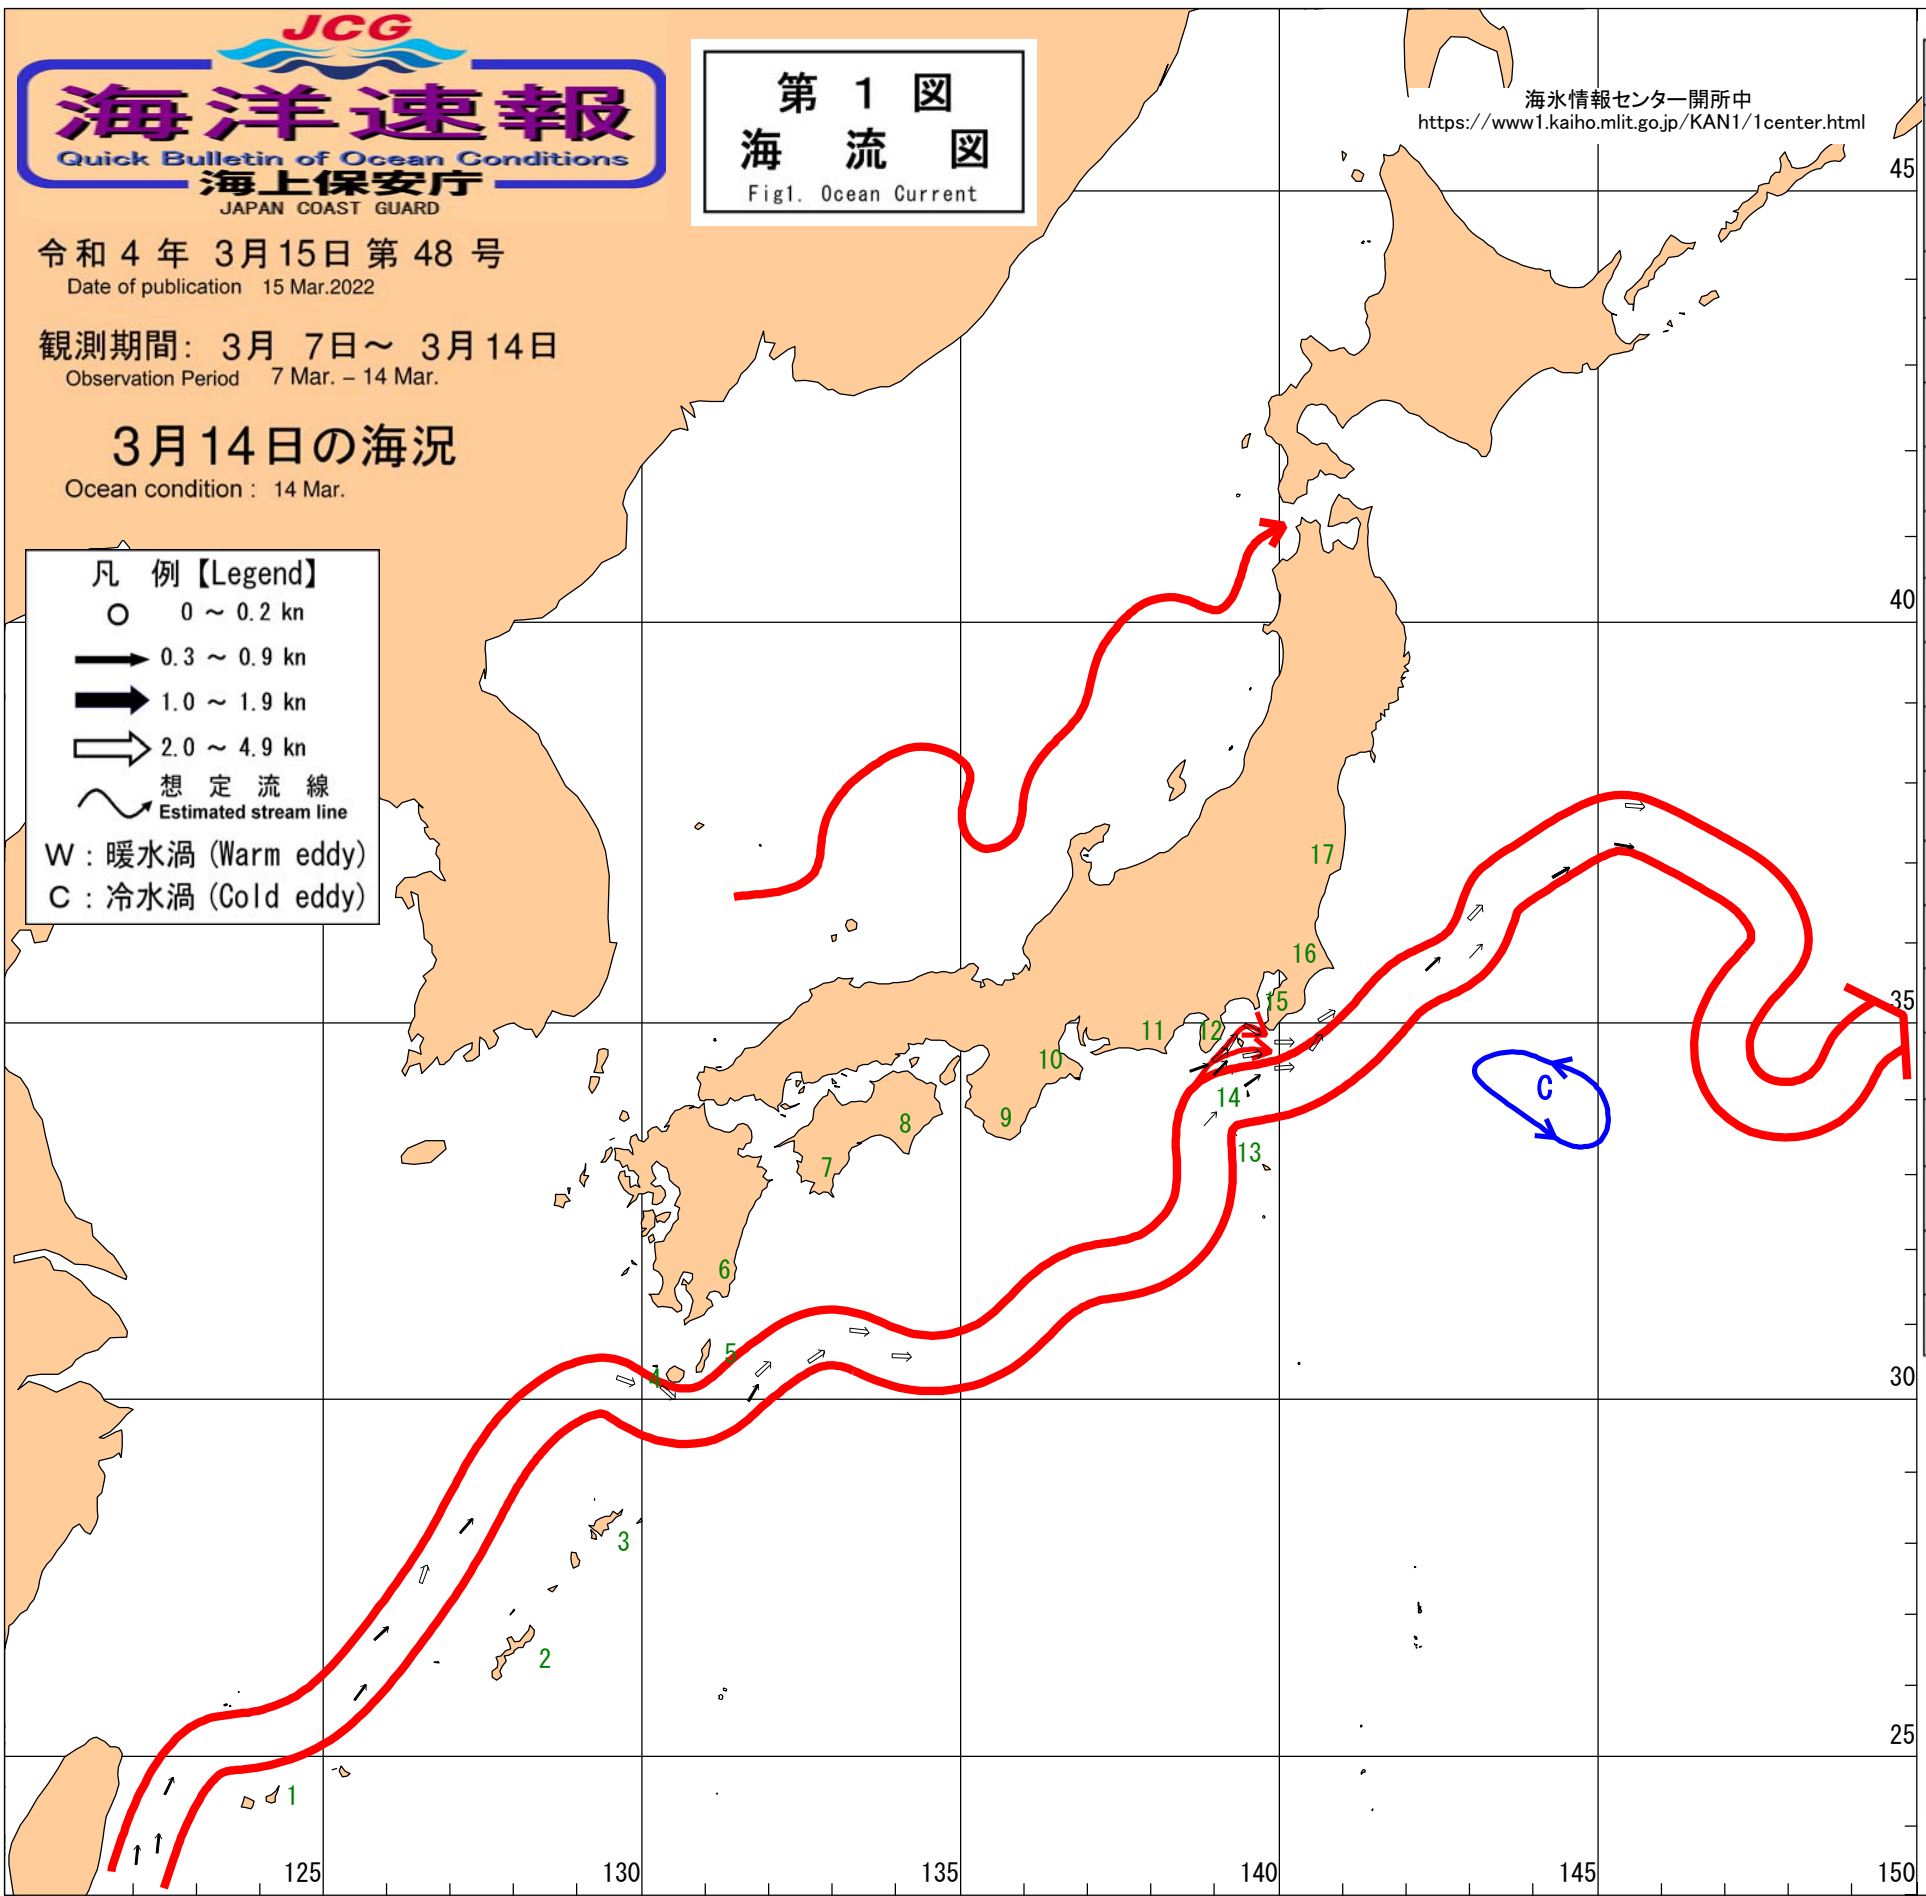 JCG
海洋速報
Quick Bulletin of Ocean Conditions
海上保安庁
JAPAN COAST GUARD
令和 4 年 3月15日 第 48 号
Date of publication 15 Mar.2022
観測期間: 3月 7日～ 3月14日
Observation Period 7 Mar. – 14 Mar.
3月14日の海況
Ocean condition : 14 Mar.
第 1 図
海 流 図
Fig1. Ocean Current
海氷情報センター開所中
https://www1.kaiho.mlit.go.jp/KAN1/1center.html
凡 例【Legend】
0 ～ 0.2 kn
0.3 ～ 0.9 kn
1.0 ～ 1.9 kn
2.0 ～ 4.9 kn
想 定 流 線
Estimated stream line
W : 暖水渦 (Warm eddy)
C : 冷水渦 (Cold eddy)
45
40
35
30
25
17
16
15
12
11
10
14
13
9
8
7
6
5
4
3
2
1
C
125
130
135
140
145
150